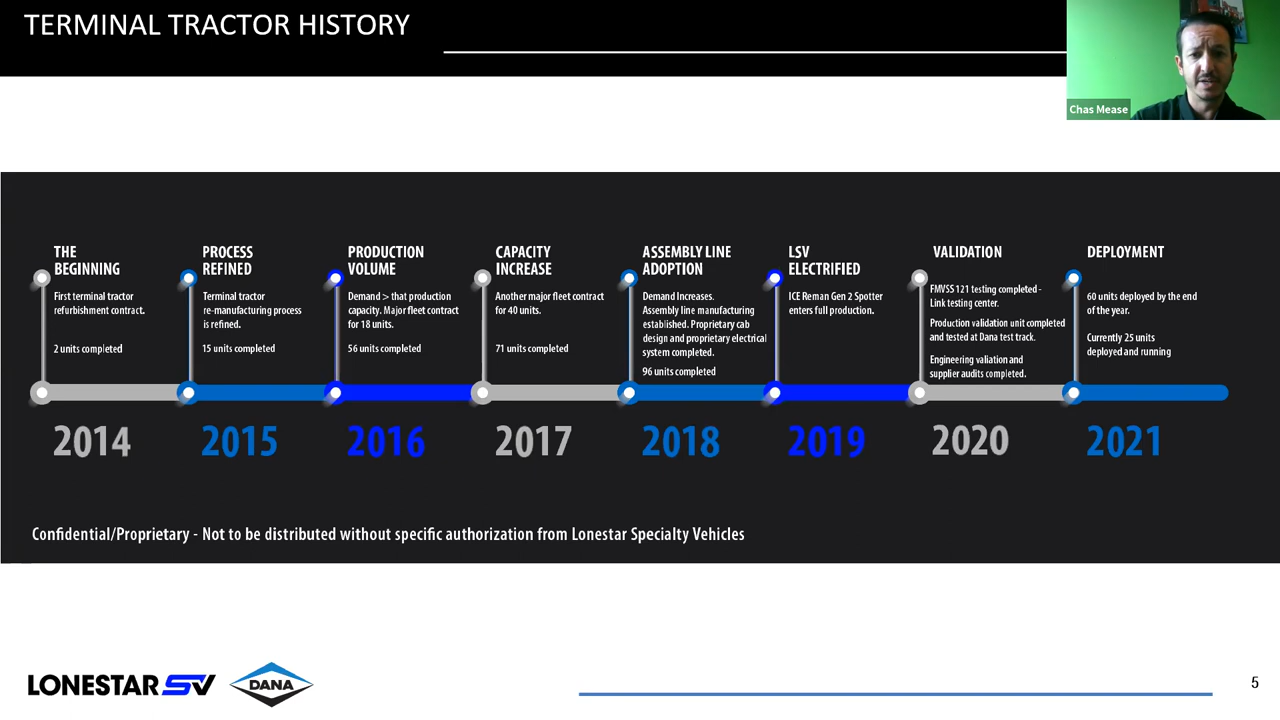 TERMINAL TRACTOR HISTORY
Chas Mease
THE
BEGINNING
First terminal tractor
refurbishment contract.
2 units completed
2014
PROCESS
REFINED
Terminal tractor
re-manufacturing process
is refined.
15 units completed
2015
PRODUCTION
VOLUME
Demand > that production
capacity. Major fleet contract
for 18 units.
56 units completed
2016
CAPACITY
INCREASE
Another major fleet contract
for 40 units.
71 units completed
2017
ASSEMBLY LINE
ADOPTION
Demand Increases.
Assembly line manufacturing
established. Proprietary cab
design and proprietary electrical
system completed.
96 units completed
2018
LSV
ELECTRIFIED
ICE Reman Gen 2 Spotter
enters full production.
2019
VALIDATION
FMVSS 121 testing completed -
Link testing center.
Production validation unit completed
and tested at Dana test track.
Engineering valiation and
supplier audits completed.
2020
DEPLOYMENT
60 units deployed by the end
of the year.
Currently 25 units
deployed and running
2021
Confidential/Proprietary - Not to be distributed without specific authorization from Lonestar Specialty Vehicles
LONESTAR SV
DANA
5